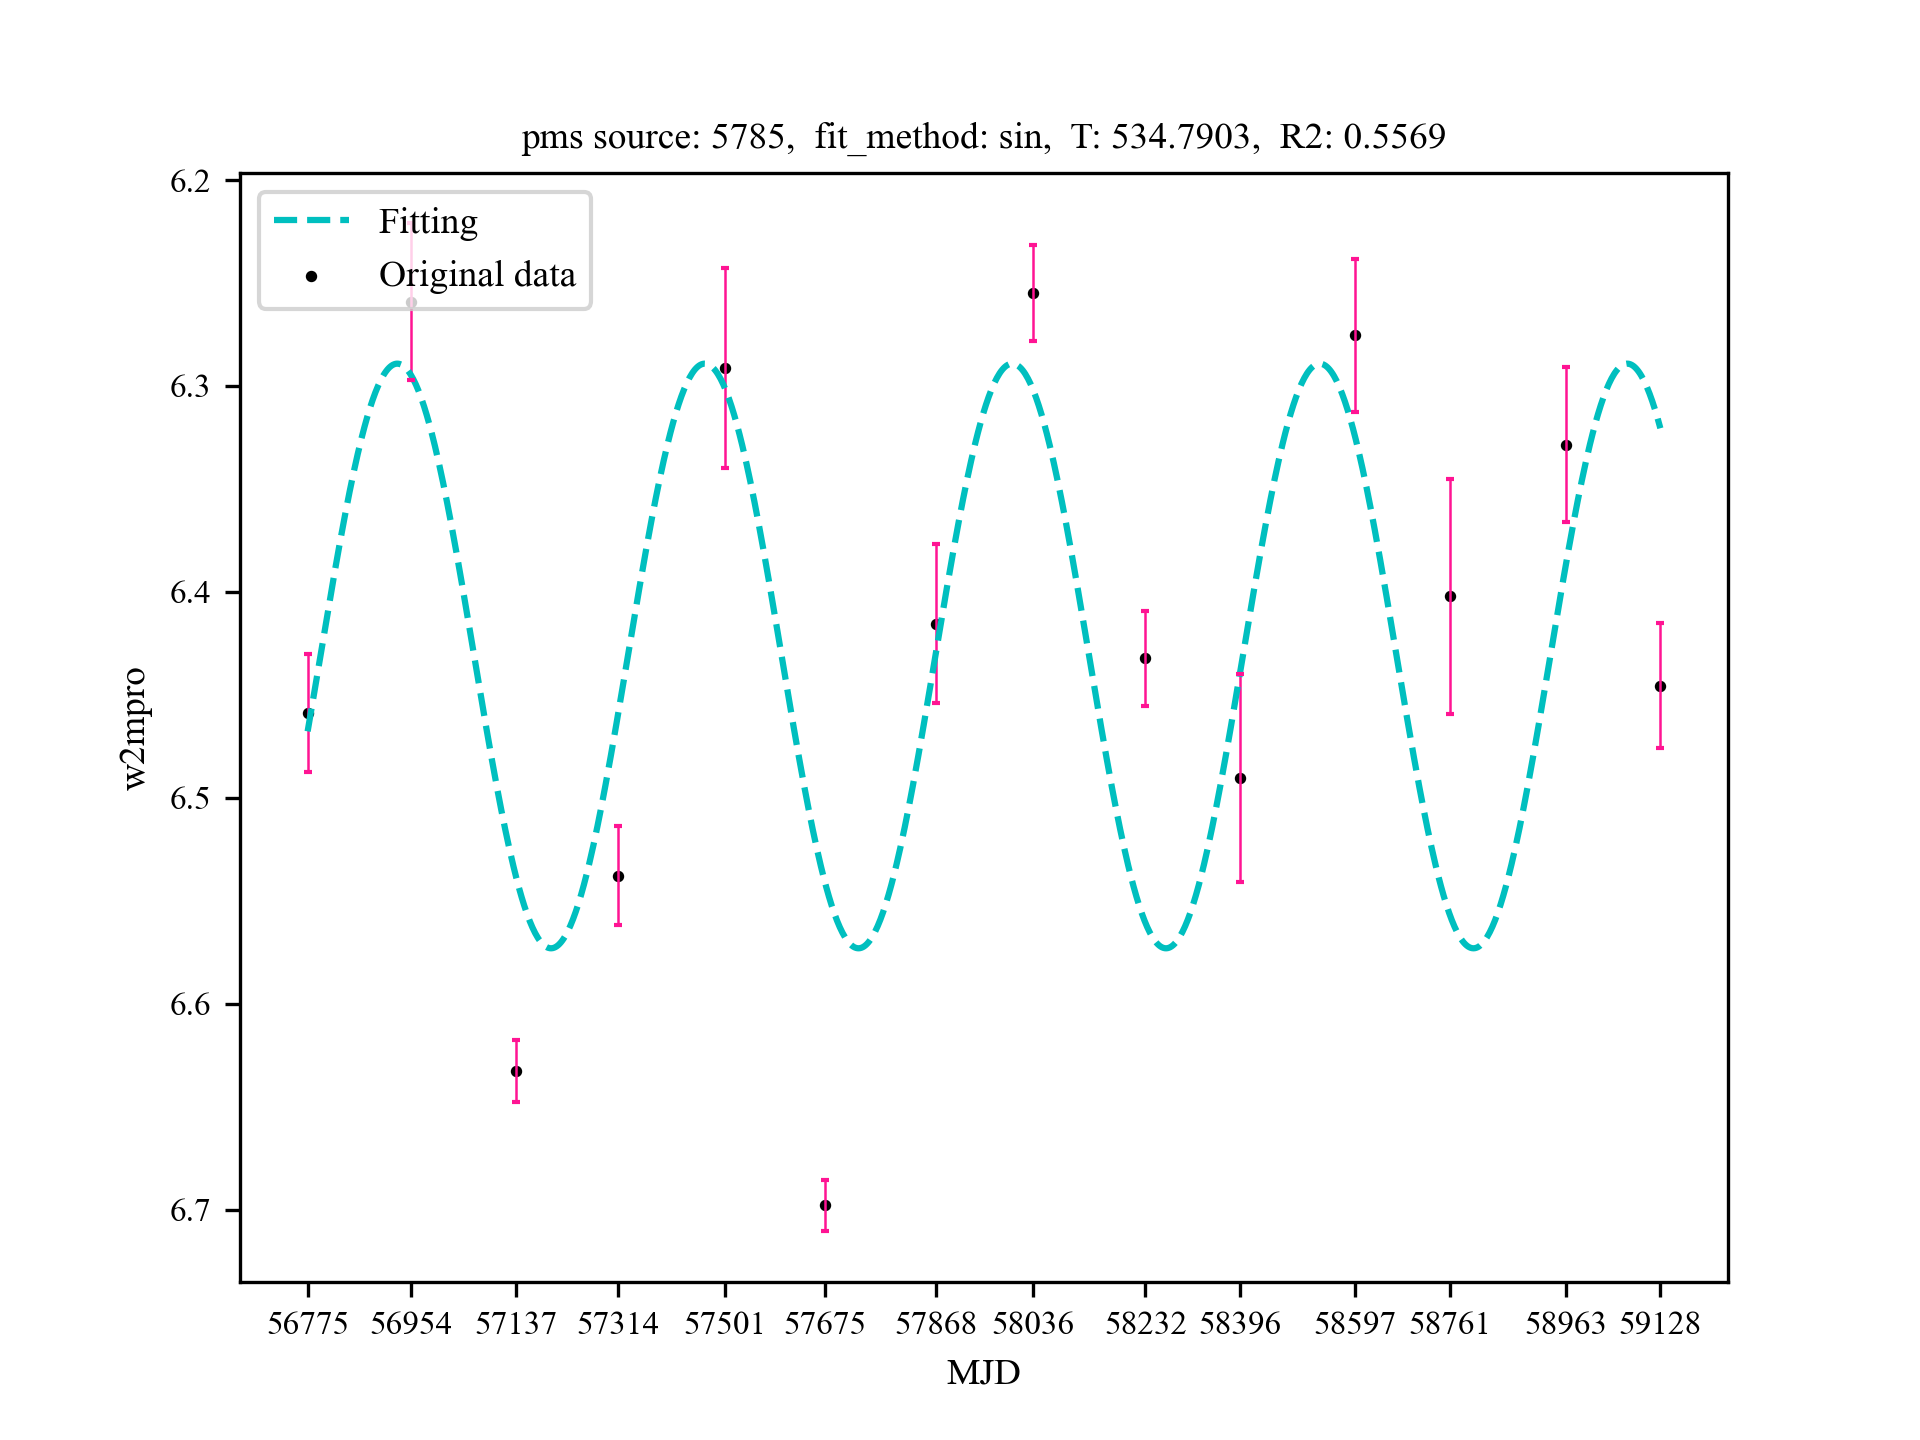 pms source: 5785,  fit_method: sin,  T: 534.7903,  R2: 0.5569
Fitting
Original data
6.2
6.3
6.4
6.5
6.6
6.7
w2mpro
56775 56954 57137 57314 57501 57675 57868 58036 58232 58396 58597 58761 58963 59128
MJD